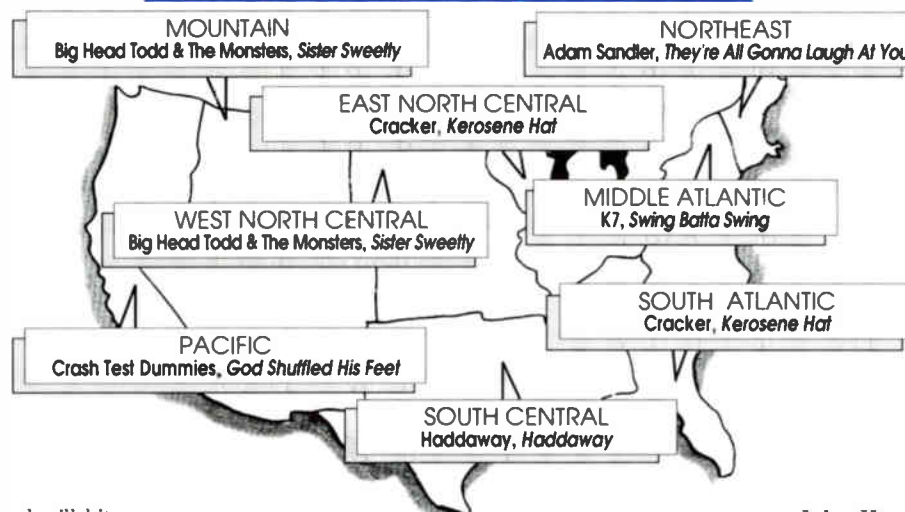 MOUNTAIN
Big Head Todd & The Monsters, Sister Sweetly
NORTHEAST
Adam Sandler, They're All Gonna Laugh At You
EAST NORTH CENTRAL
Cracker, Kerosene Hat
MIDDLE ATLANTIC
K7, Swing Batta Swing
WEST NORTH CENTRAL
Big Head Todd & The Monsters, Sister Sweetly
SOUTH ATLANTIC
Cracker, Kerosene Hat
PACIFIC
Crash Test Dummies, God Shuffled His Feet
SOUTH CENTRAL
Haddaway, Haddaway